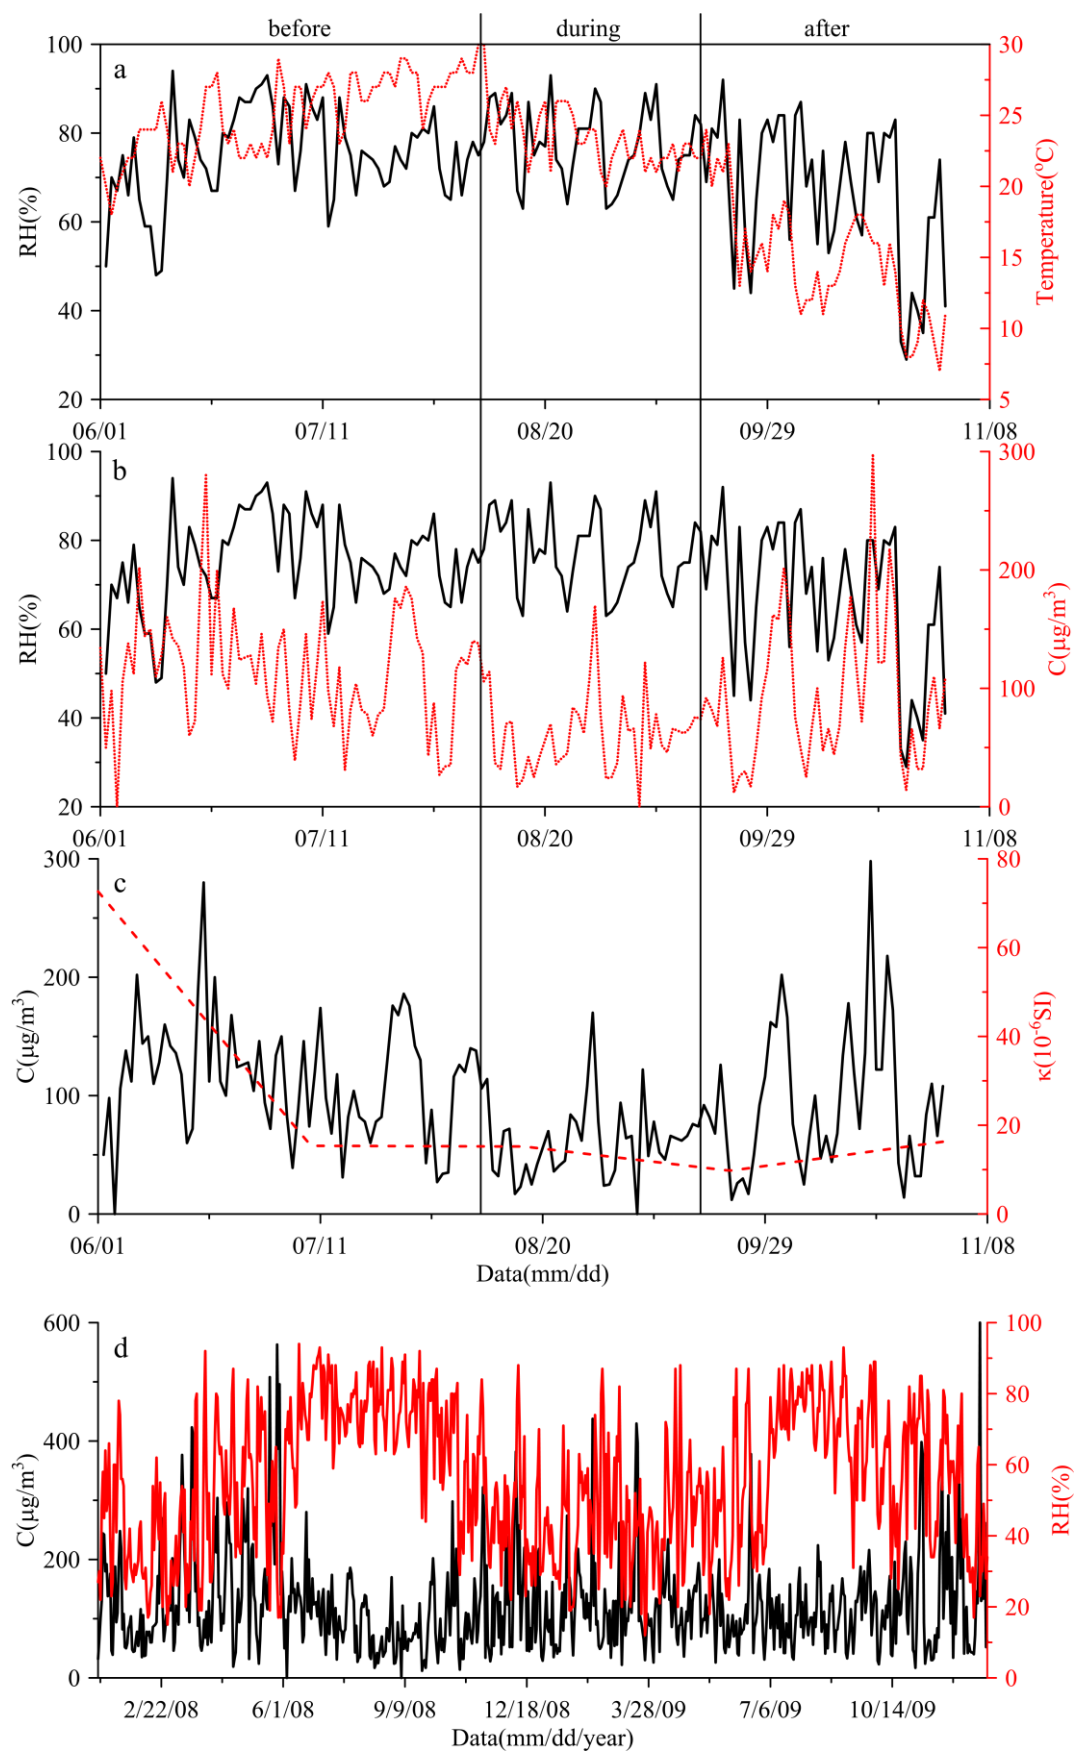 before during after
a
100
80
60
40
20
RH(%)
30
25
20
15
10
5
Temperature(°C)
06/01 07/11 08/20 09/29 11/08
b
100
80
60
40
20
RH(%)
300
200
100
0
C(μg/m³)
06/01 07/11 08/20 09/29 11/08
c
300
200
100
0
C(μg/m³)
80
60
40
20
0
κ(10⁻⁶SI)
06/01 07/11 08/20 09/29 11/08
Data(mm/dd)
d
600
400
200
0
C(μg/m³)
100
80
60
40
20
0
RH(%)
2/22/08 6/1/08 9/9/08 12/18/08 3/28/09 7/6/09 10/14/09
Data(mm/dd/year)